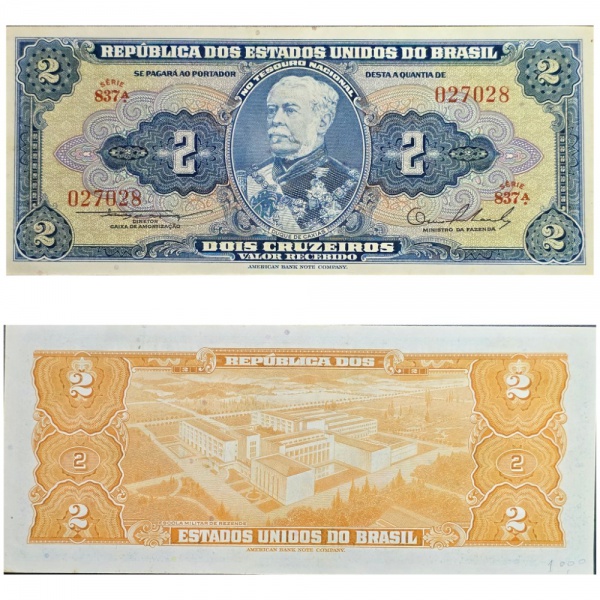 2 REPÚBLICA DOS ESTADOS UNIDOS DO BRASIL 2
SE PAGARÁ AO PORTADOR DESTA A QUANTIA DE
NO TESOURO NACIONAL
SÉRIE
837A
027028
2 2
027028
SÉRIE
837A
DIRETOR
CAIXA DE AMORTIZAÇÃO
MINISTRO DA FAZENDA
DUQUE DE CAXIAS
2 DOIS CRUZEIROS 2
VALOR RECEBIDO
AMERICAN BANK NOTE COMPANY.
REPÚBLICA DOS
2 2
2 2
2 2
ESCOLA MILITAR DE REZENDE
ESTADOS UNIDOS DO BRASIL
AMERICAN BANK NOTE COMPANY.